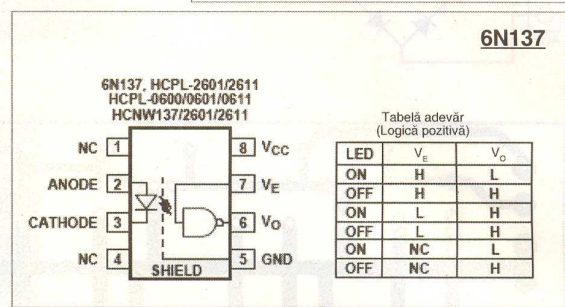 6N137
6N137, HCPL-2601/2611
HCPL-0600/0601/0611
HCNW137/2601/2611
NC 1
ANODE 2
CATHODE 3
NC 4
8 VCC
7 VE
6 VO
5 GND
SHIELD
Tabelă adevăr
(Logică pozitivă)
LED VE VO
ON H L
OFF H H
ON L H
OFF L H
ON NC L
OFF NC H